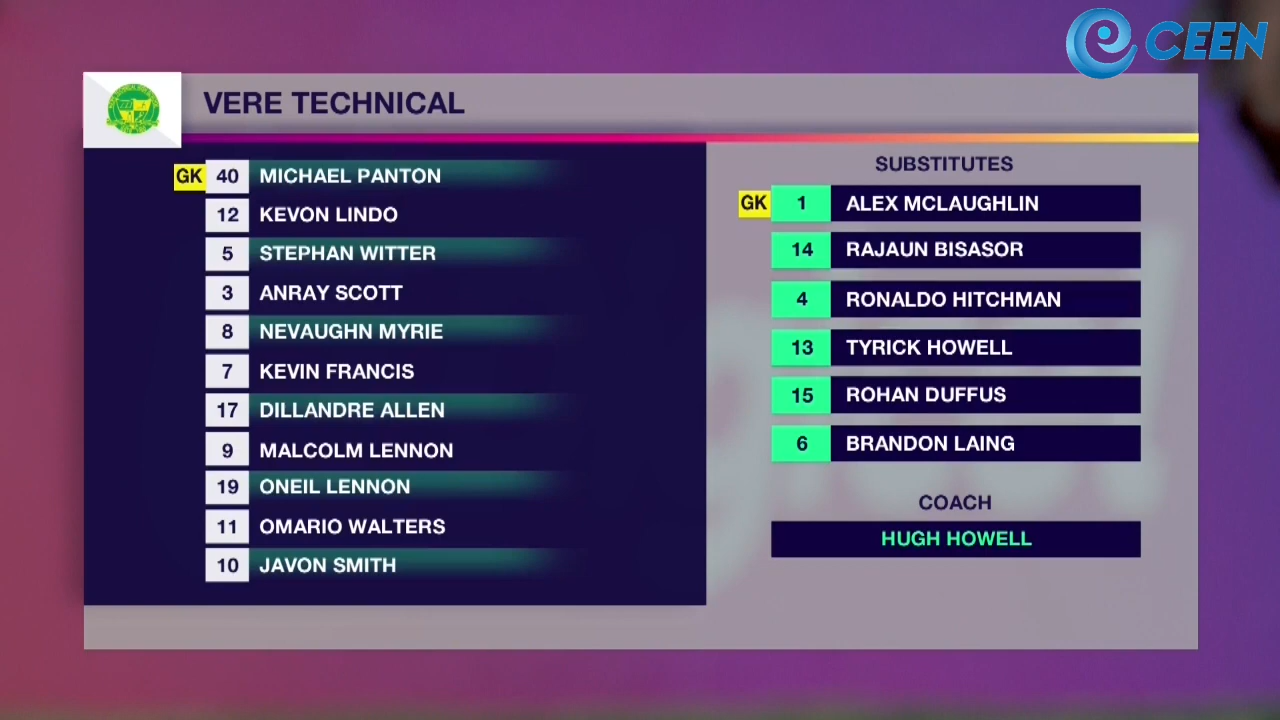 e CEEN
VERE TECHNICAL
GK 40 MICHAEL PANTON
12 KEVON LINDO
5 STEPHAN WITTER
3 ANRAY SCOTT
8 NEVAUGHN MYRIE
7 KEVIN FRANCIS
17 DILLANDRE ALLEN
9 MALCOLM LENNON
19 ONEIL LENNON
11 OMARIO WALTERS
10 JAVON SMITH
SUBSTITUTES
GK 1 ALEX MCLAUGHLIN
14 RAJAUN BISASOR
4 RONALDO HITCHMAN
13 TYRICK HOWELL
15 ROHAN DUFFUS
6 BRANDON LAING
COACH
HUGH HOWELL